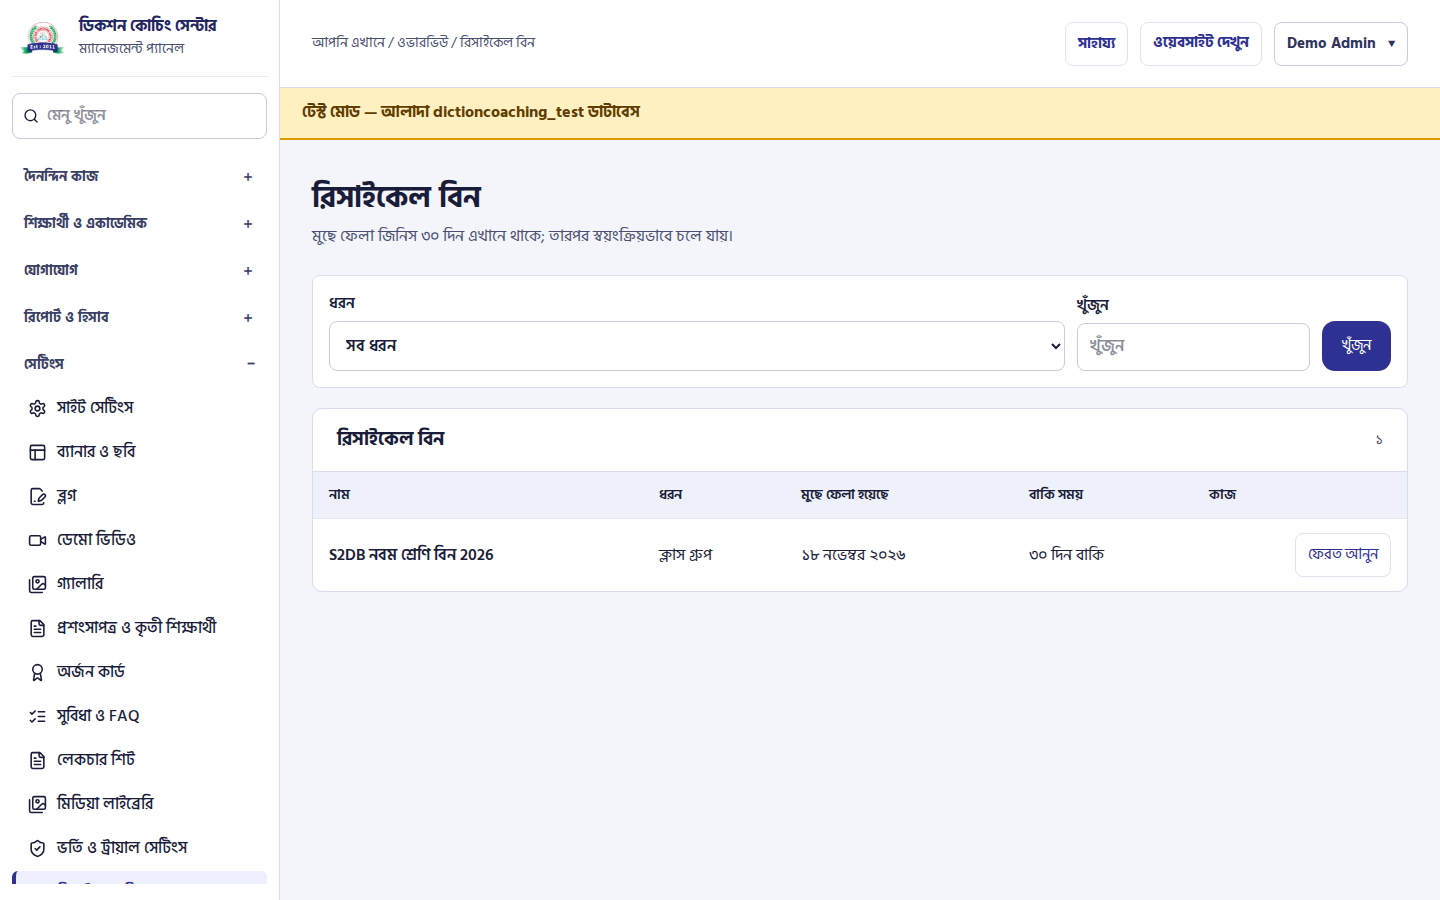 ডিকশন কোচিং সেন্টার
ম্যানেজমেন্ট প্যানেল
Est : 2011
মেনু খুঁজুন
দৈনন্দিন কাজ +
শিক্ষার্থী ও একাডেমিক +
যোগাযোগ +
রিপোর্ট ও হিসাব +
সেটিংস −
সাইট সেটিংস
ব্যানার ও ছবি
ব্লগ
ডেমো ভিডিও
গ্যালারি
প্রশংসাপত্র ও কৃতী শিক্ষার্থী
অর্জন কার্ড
সুবিধা ও FAQ
লেকচার শিট
মিডিয়া লাইব্রেরি
ভর্তি ও ট্রায়াল সেটিংস
আপনি এখানে / ওভারভিউ / রিসাইকেল বিন
সাহায্য
ওয়েবসাইট দেখুন
Demo Admin ▼
টেস্ট মোড — আলাদা dictioncoaching_test ডাটাবেস
রিসাইকেল বিন
মুছে ফেলা জিনিস ৩০ দিন এখানে থাকে; তারপর স্বয়ংক্রিয়ভাবে চলে যায়।
ধরন
সব ধরন
খুঁজুন
খুঁজুন
খুঁজুন
রিসাইকেল বিন ১
নাম ধরন মুছে ফেলা হয়েছে বাকি সময় কাজ
S2DB নবম শ্রেণি বিন 2026 ক্লাস গ্রুপ ১৮ নভেম্বর ২০২৬ ৩০ দিন বাকি ফেরত আনুন